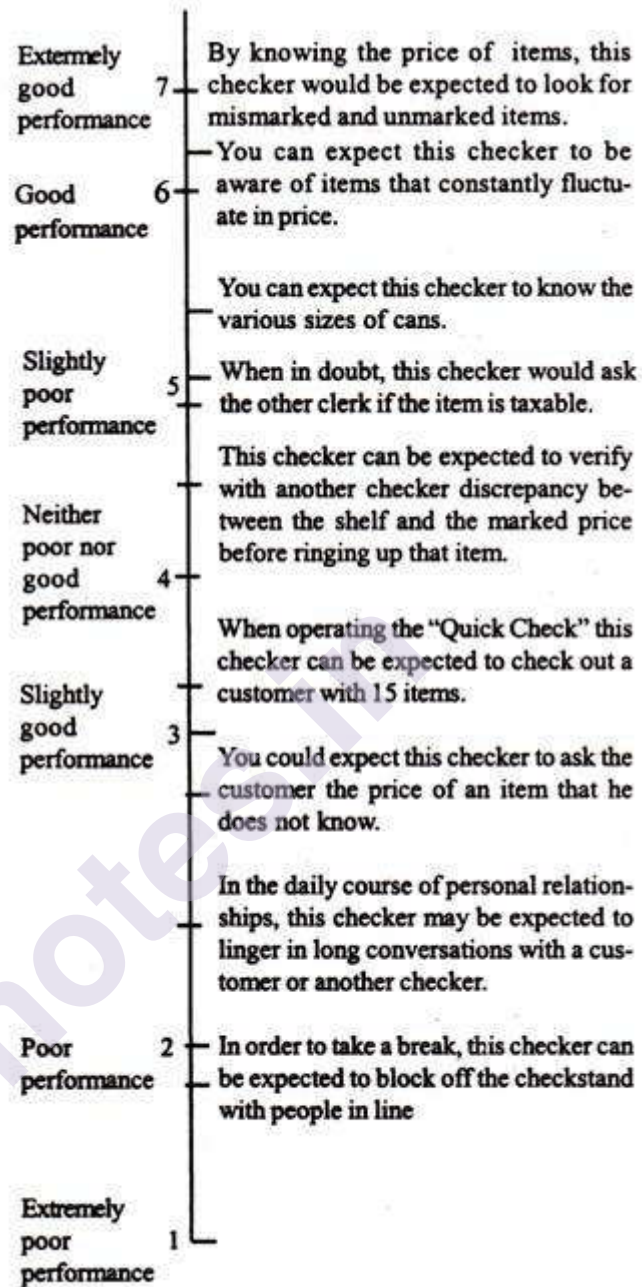 Extermely
good
performance
7
By knowing the price of items, this
checker would be expected to look for
mismarked and unmarked items.
You can expect this checker to be
aware of items that constantly fluctu-
ate in price.
Good
performance
6
You can expect this checker to know the
various sizes of cans.
Slightly
poor
performance
5
When in doubt, this checker would ask
the other clerk if the item is taxable.
This checker can be expected to verify
with another checker discrepancy be-
tween the shelf and the marked price
before ringing up that item.
Neither
poor nor
good
performance
4
When operating the “Quick Check” this
checker can be expected to check out a
customer with 15 items.
Slightly
good
performance
3
You could expect this checker to ask the
customer the price of an item that he
does not know.
In the daily course of personal relation-
ships, this checker may be expected to
linger in long conversations with a cus-
tomer or another checker.
Poor
performance
2
In order to take a break, this checker can
be expected to block off the checkstand
with people in line
Extremely
poor
performance
1
notes.in